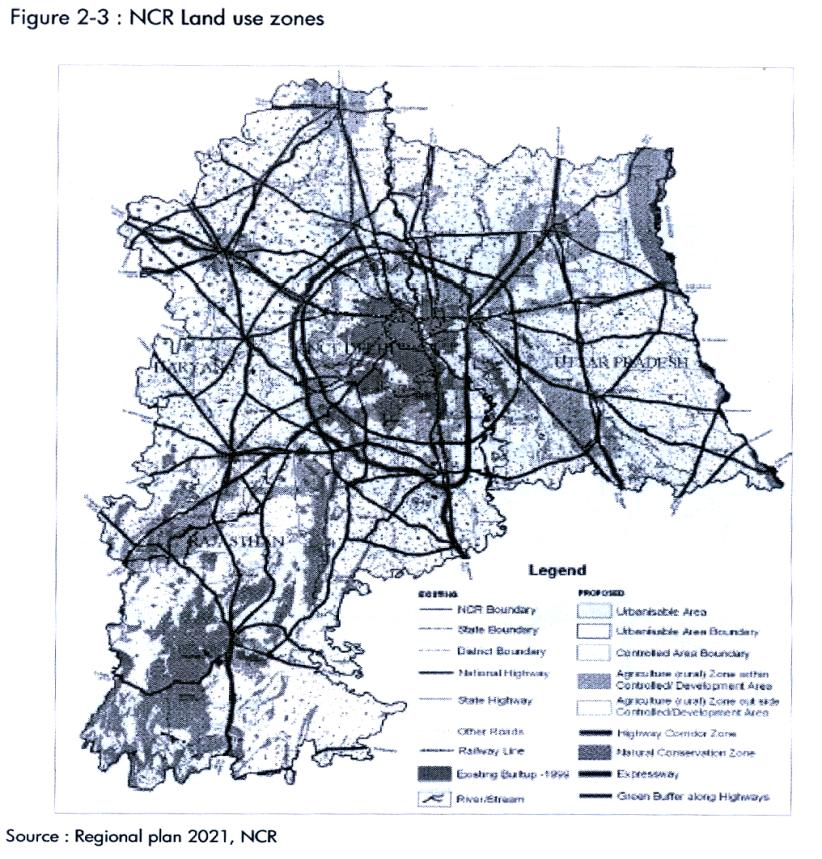 Figure 2-3 : NCR Land use zones
HARYANA
NCT DELHI
UTTAR PRADESH
RAJASTHAN
Legend
EXISTING
NCR Boundary
State Boundary
District Boundary
National Highway
State Highway
Other Roads
Railway Line
Existing Builtup -1999
River/Stream
PROPOSED
Urbanisable Area
Urbanisable Area Boundary
Controlled Area Boundary
Agriculture (rural) Zone within
Controlled/ Development Area
Agriculture (rural) Zone out side
Controlled/Development Area
Highway Corridor Zone
Natural Conservation Zone
Expressway
Green Buffer along Highways
Source : Regional plan 2021, NCR